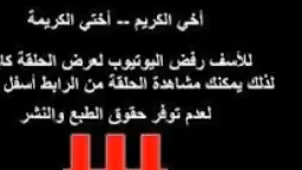 أخي الكريم -- أختي الكريمة
للأسف رفض اليوتيوب لعرض الحلقة
لذلك يمكنك مشاهدة الحلقة من الرابط أسفل
لعدم توفر حقوق الطبع والنشر